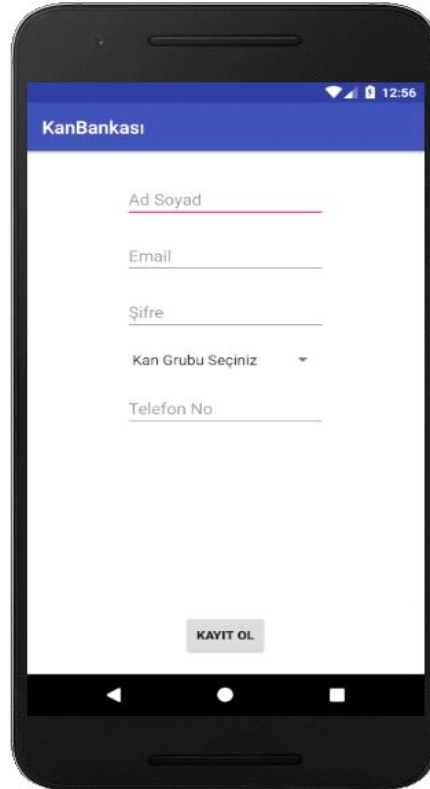 12:56
KanBankası
Ad Soyad
Email
Şifre
Kan Grubu Seçiniz
Telefon No
KAYIT OL